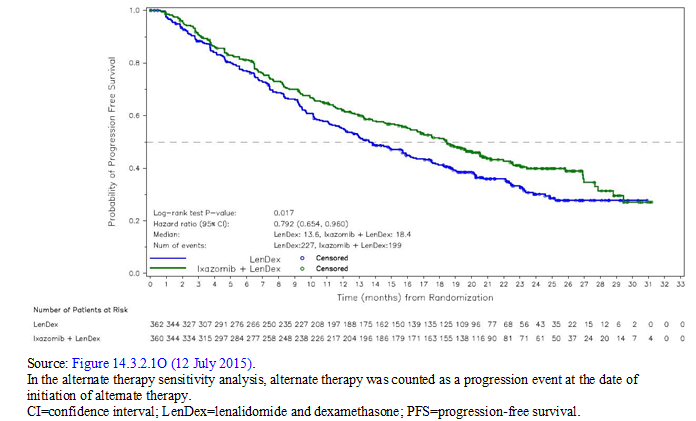 1.0
0.8
0.6
0.4
0.2
0.0
Probability of Progression Free Survival
Log-rank test P-value: 0.017
Hazard ratio (95% CI): 0.792 (0.654, 0.960)
Median: LenDex: 13.6, Ixazomib + LenDex: 18.4
Num of events: LenDex:227, Ixazomib + LenDex:199
LenDex Censored
Ixazomib + LenDex Censored
0 1 2 3 4 5 6 7 8 9 10 11 12 13 14 15 16 17 18 19 20 21 22 23 24 25 26 27 28 29 30 31 32 33
Time (months) from Randomization
Number of Patients at Risk
LenDex 362 344 327 307 291 276 266 250 235 227 208 197 188 175 162 150 139 135 125 109 96 77 68 56 43 35 22 15 12 6 2 0 0 0
Ixazomib + LenDex 360 344 334 315 297 284 277 258 248 238 226 217 204 196 186 179 171 163 155 138 116 90 81 71 61 50 37 24 20 14 7 4 0 0
Source: Figure 14.3.2.1O (12 July 2015).
In the alternate therapy sensitivity analysis, alternate therapy was counted as a progression event at the date of
initiation of alternate therapy.
CI=confidence interval; LenDex=lenalidomide and dexamethasone; PFS=progression-free survival.